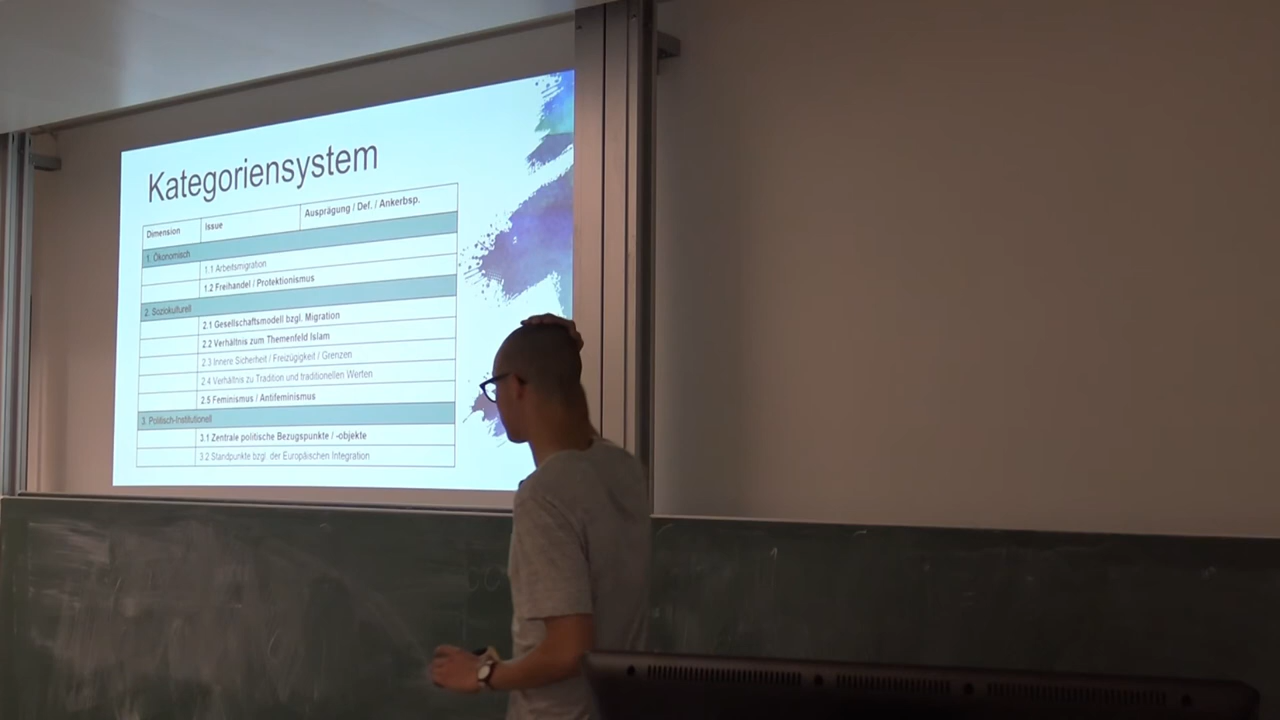 Kategoriensystem
Dimension Issue Ausprägung / Def. / Ankerbsp.
1. Ökonomisch
1.1 Arbeitsmigration
1.2 Freihandel / Protektionismus
2. Soziokulturell
2.1 Gesellschaftsmodell bzgl. Migration
2.2 Verhältnis zum Themenfeld Islam
2.3 Innere Sicherheit / Freizügigkeit / Grenzen
2.4 Verhältnis zu Tradition und traditionellen Werten
2.5 Feminismus / Antifeminismus
3. Politisch-Institutionell
3.1 Zentrale politische Bezugspunkte / -objekte
3.2 Standpunkte bzgl. der Europäischen Integration